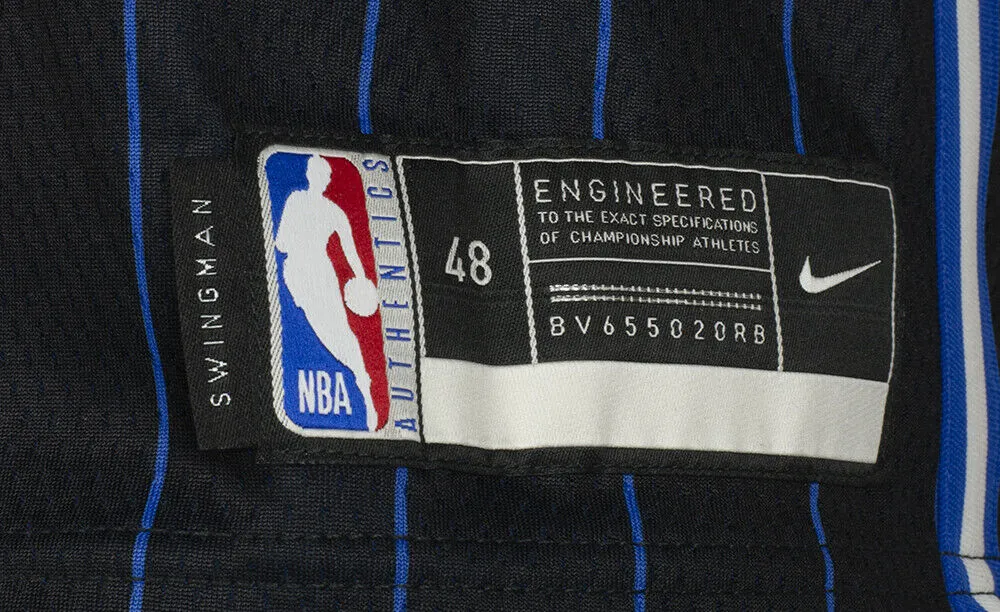 SWINGMAN
NBA
AUTHENTICS
48
ENGINEERED
TO THE EXACT SPECIFICATIONS
OF CHAMPIONSHIP ATHLETES
BV655020RB